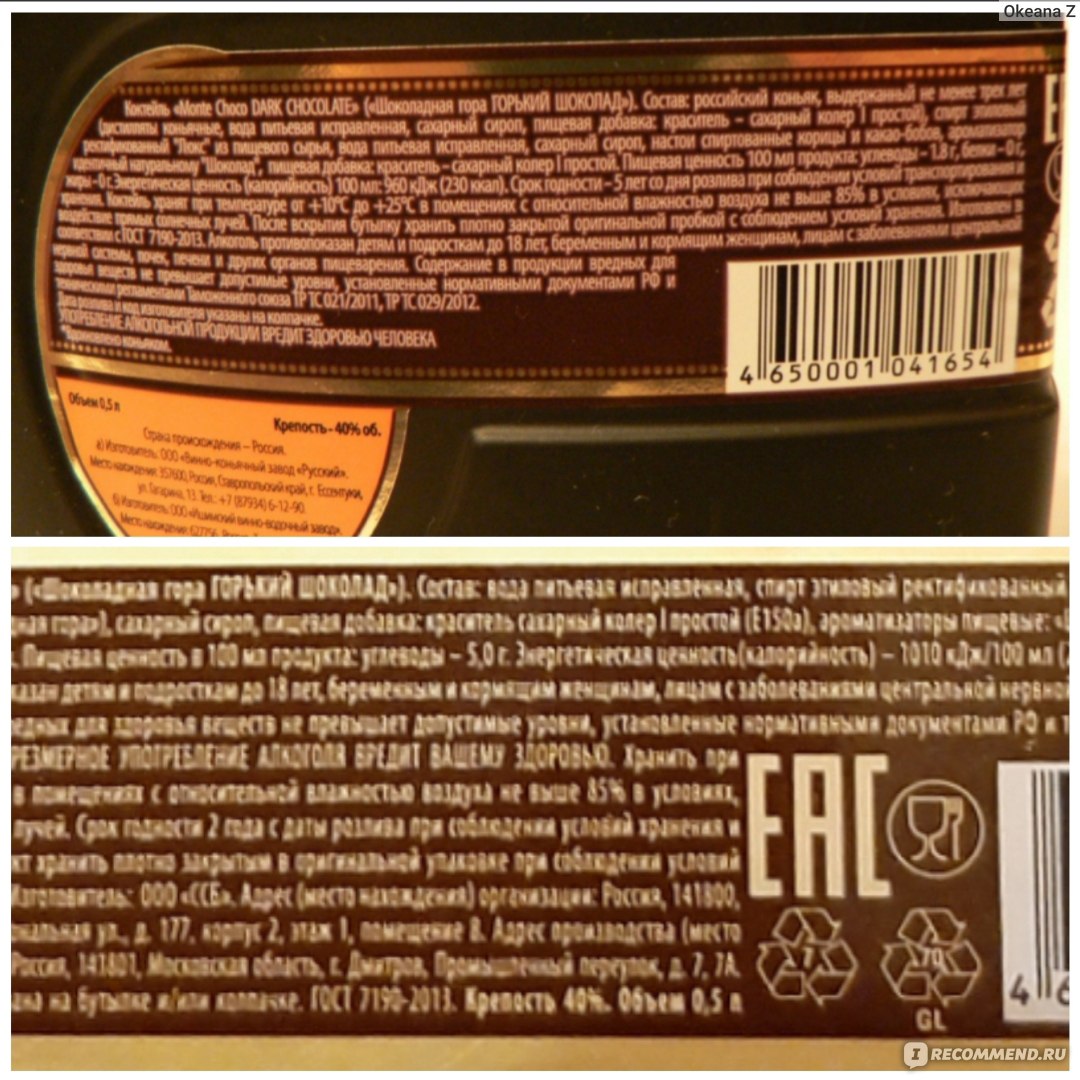 Okeana Z
Коктейль «Monte Choco DARK CHOCOLATE» («Шоколадная гора ГОРЬКИЙ ШОКОЛАД»). Состав: российский коньяк, выдержанный не менее трех лет
(дистилляты коньячные, вода питьевая исправленная, сахарный сироп, пищевая добавка: краситель – сахарный колер I простой), спирт этиловый
ректификованный "Люкс" из пищевого сырья, вода питьевая исправленная, сахарный сироп, настои спиртованные корицы и какао-бобов, ароматизатор
идентичный натуральному "Шоколад", пищевая добавка: краситель – сахарный колер I простой. Пищевая ценность 100 мл продукта: углеводы – 1.8 г, белки – 0 г,
жиры – 0 г. Энергетическая ценность (калорийность) 100 мл: 960 кДж (230 ккал). Срок годности – 5 лет со дня розлива при соблюдении условий транспортирования и
хранения. Коктейль хранят при температуре от +10°С до +25°С в помещениях с относительной влажностью воздуха не выше 85% в условиях, исключающих
воздействие прямых солнечных лучей. После вскрытия бутылку хранить плотно закрытой оригинальной пробкой с соблюдением условий хранения. Изготовлен в
соответствии с ГОСТ 7190-2013. Алкоголь противопоказан детям и подросткам до 18 лет, беременным и кормящим женщинам, лицам с заболеваниями центральной
нервной системы, почек, печени и других органов пищеварения. Содержание в продукции вредных для
здоровья веществ не превышает допустимые уровни, установленные нормативными документами РФ и
техническими регламентами Таможенного союза ТР ТС 021/2011, ТР ТС 029/2012.
Дата розлива и код изготовителя указаны на колпачке.
УПОТРЕБЛЕНИЕ АЛКОГОЛЬНОЙ ПРОДУКЦИИ ВРЕДИТ ЗДОРОВЬЮ ЧЕЛОВЕКА
4 650001 041654
Объем 0,5 л
Крепость – 40% об.
Страна происхождения – Россия.
а) Изготовитель: ООО «Винно-коньячный завод «Русский».
Место нахождения: 357600, Россия, Ставропольский край, г. Ессентуки,
ул. Гагарина, 13. Тел.: +7 (87934) 6-12-90.
б) Изготовитель: ООО «Ишимский винно-водочный завод».
Место нахождения: 627756,
» («Шоколадная гора ГОРЬКИЙ ШОКОЛАД»). Состав: вода питьевая исправленная, спирт этиловый ректификованный
ная гора»), сахарный сироп, пищевая добавка: краситель сахарный колер I простой (E150a), ароматизаторы пищевые:
. Пищевая ценность в 100 мл продукта: углеводы – 5,0 г. Энергетическая ценность (калорийность) – 1010 кДж/100 мл
казан детям и подросткам до 18 лет, беременным и кормящим женщинам, лицам с заболеваниями центральной нервной
едных для здоровья веществ не превышает допустимые уровни, установленные нормативными документами РФ и т
РЕЗМЕРНОЕ УПОТРЕБЛЕНИЕ АЛКОГОЛЯ ВРЕДИТ ВАШЕМУ ЗДОРОВЬЮ. Хранить при
в помещениях с относительной влажностью воздуха не выше 85% в условиях,
лучей. Срок годности 2 года с даты розлива при соблюдении условий хранения и
кт хранить плотно закрытым в оригинальной упаковке при соблюдении условий
Изготовитель: ООО «ССБ». Адрес (место нахождения) организации: Россия, 141800,
нальная ул., д. 177, корпус 2, этаж 1, помещение 8. Адрес производства (место
Россия, 141801, Московская область, г. Дмитров, Промышленный переулок, д. 7, 7А.
ана на бутылке и/или колпачке. ГОСТ 7190-2013. Крепость 40%. Объем 0,5 л
EAC
7
70
GL
4 6
IRECOMMEND.RU